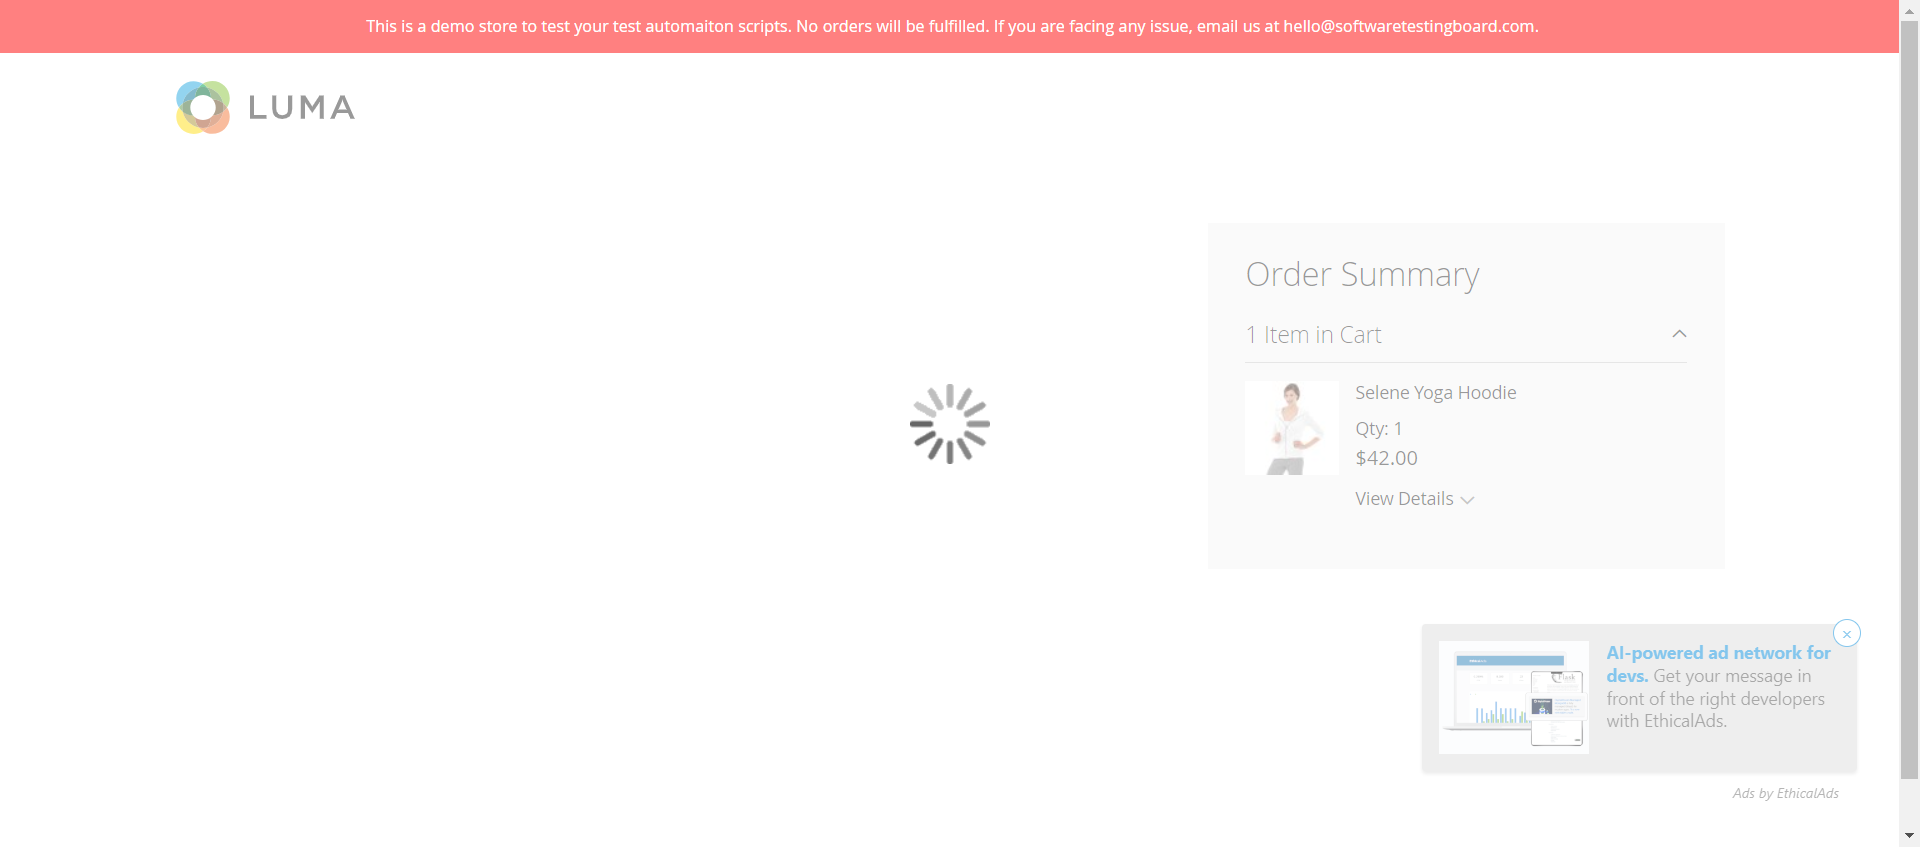 This is a demo store to test your test automaiton scripts. No orders will be fulfilled. If you are facing any issue, email us at hello@softwaretestingboard.com.
LUMA
Order Summary
1 Item in Cart
Selene Yoga Hoodie
Qty: 1
$42.00
View Details
AI-powered ad network for
devs. Get your message in
front of the right developers
with EthicalAds.
Ads by EthicalAds